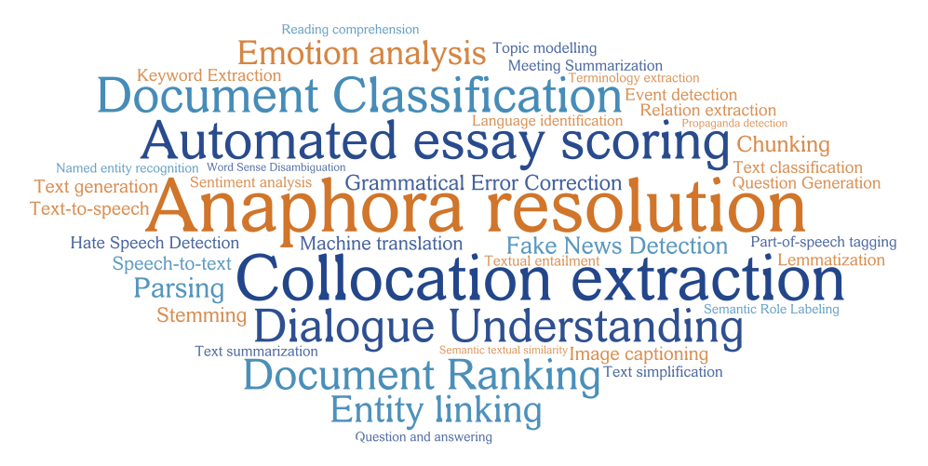 Reading comprehension
Emotion analysis
Topic modelling
Meeting Summarization
Keyword Extraction
Terminology extraction
Document Classification
Event detection
Relation extraction
Language identification
Propaganda detection
Automated essay scoring
Chunking
Named entity recognition
Word Sense Disambiguation
Text classification
Text generation
Sentiment analysis
Grammatical Error Correction
Question Generation
Text-to-speech
Anaphora resolution
Hate Speech Detection
Machine translation
Fake News Detection
Part-of-speech tagging
Speech-to-text
Textual entailment
Lemmatization
Parsing
Collocation extraction
Stemming
Semantic Role Labeling
Dialogue Understanding
Text summarization
Semantic textual similarity
Image captioning
Document Ranking
Text simplification
Entity linking
Question and answering